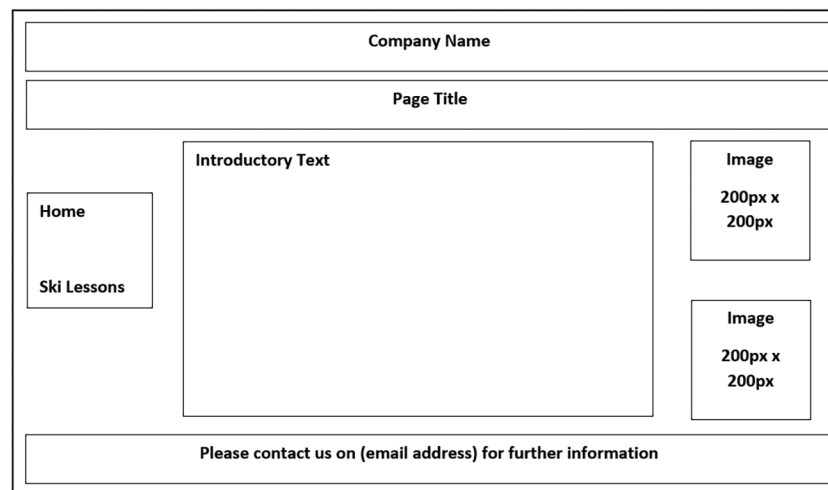 Company Name
Page Title
Introductory Text
Home
Ski Lessons
Image
200px x
200px
Image
200px x
200px
Please contact us on (email address) for further information